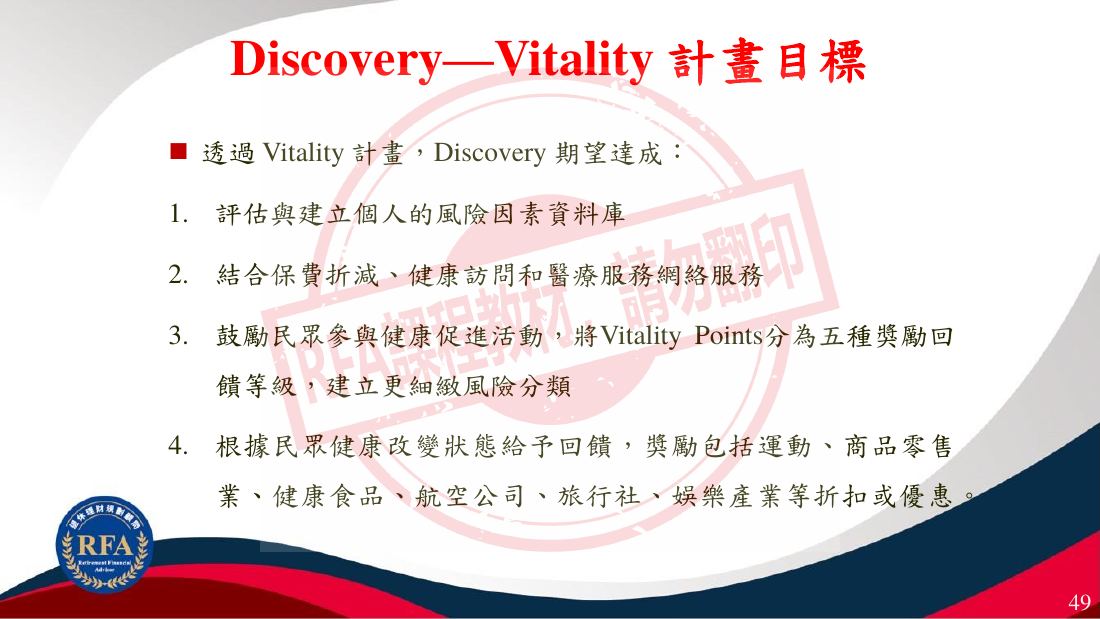 Discovery—Vitality 計畫目標
■ 透過 Vitality 計畫，Discovery 期望達成：
1. 評估與建立個人的風險因素資料庫
2. 結合保費折減、健康訪問和醫療服務網絡服務
3. 鼓勵民眾參與健康促進活動，將Vitality Points分為五種獎勵回
饋等級，建立更細緻風險分類
4. 根據民眾健康改變狀態給予回饋，獎勵包括運動、商品零售
業、健康食品、航空公司、旅行社、娛樂產業等折扣或優惠。
RFA課程教材，請勿翻印
退休理財規劃顧問
RFA
Retirement Financial
Advisor
49